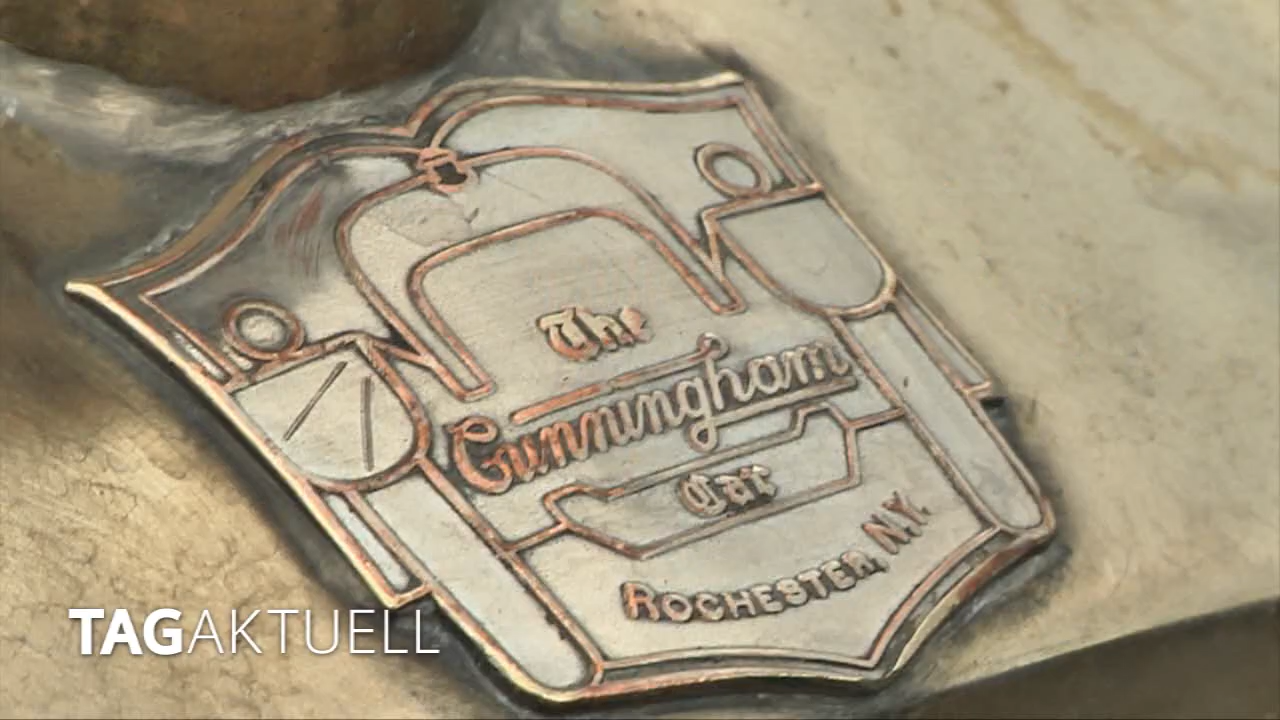 The
Cunningham
Car
ROCHESTER, N.Y.
TAGAKTUELL